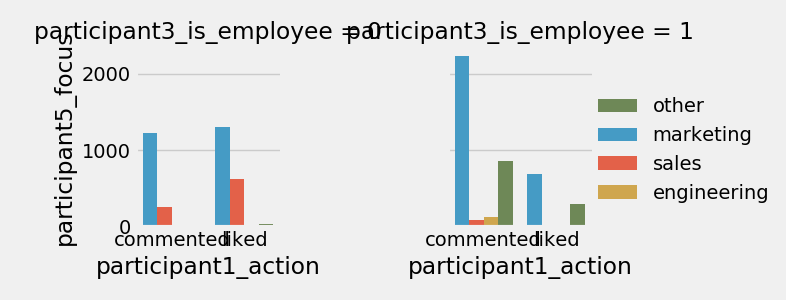 participant3_is_employee = 0
participant3_is_employee = 1
participant5_focus
2000
1000
0
commented
liked
commented
liked
participant1_action
participant1_action
other
marketing
sales
engineering